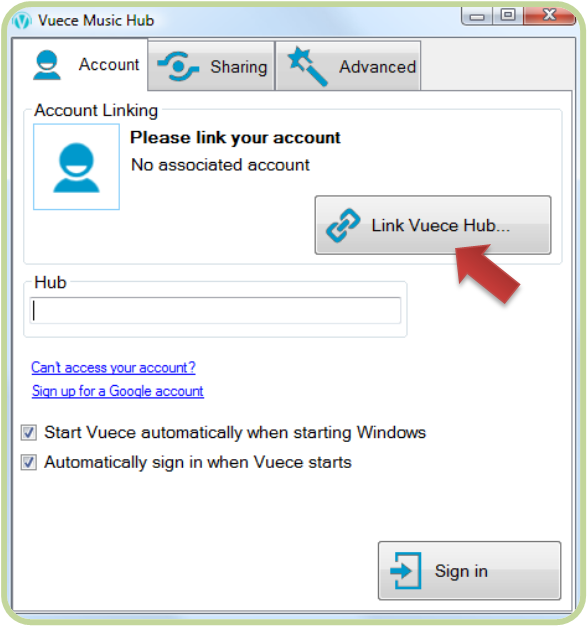 Vuece Music Hub
Account
Sharing
Advanced
Account Linking
Please link your account
No associated account
Link Vuece Hub...
Hub
Can't access your account?
Sign up for a Google account
Start Vuece automatically when starting Windows
Automatically sign in when Vuece starts
Sign in